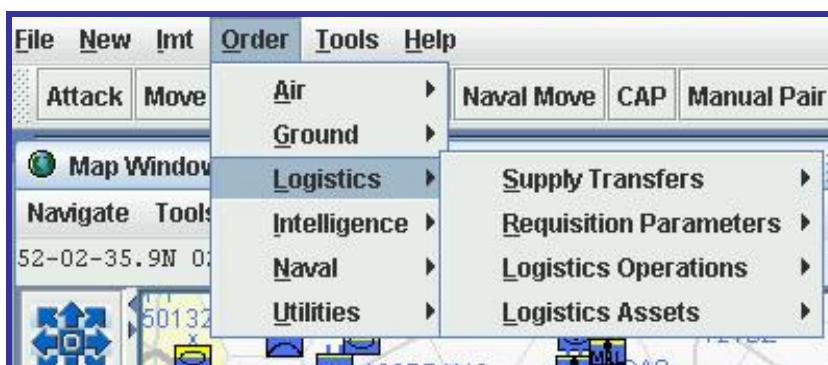 File New Imt Order Tools Help
Attack Move Naval Move CAP Manual Pair
Air
Ground
Map Window
Logistics Supply Transfers
Navigate Tools Intelligence Requisition Parameters
52-02-35.9N Naval Logistics Operations
50132 Utilities Logistics Assets